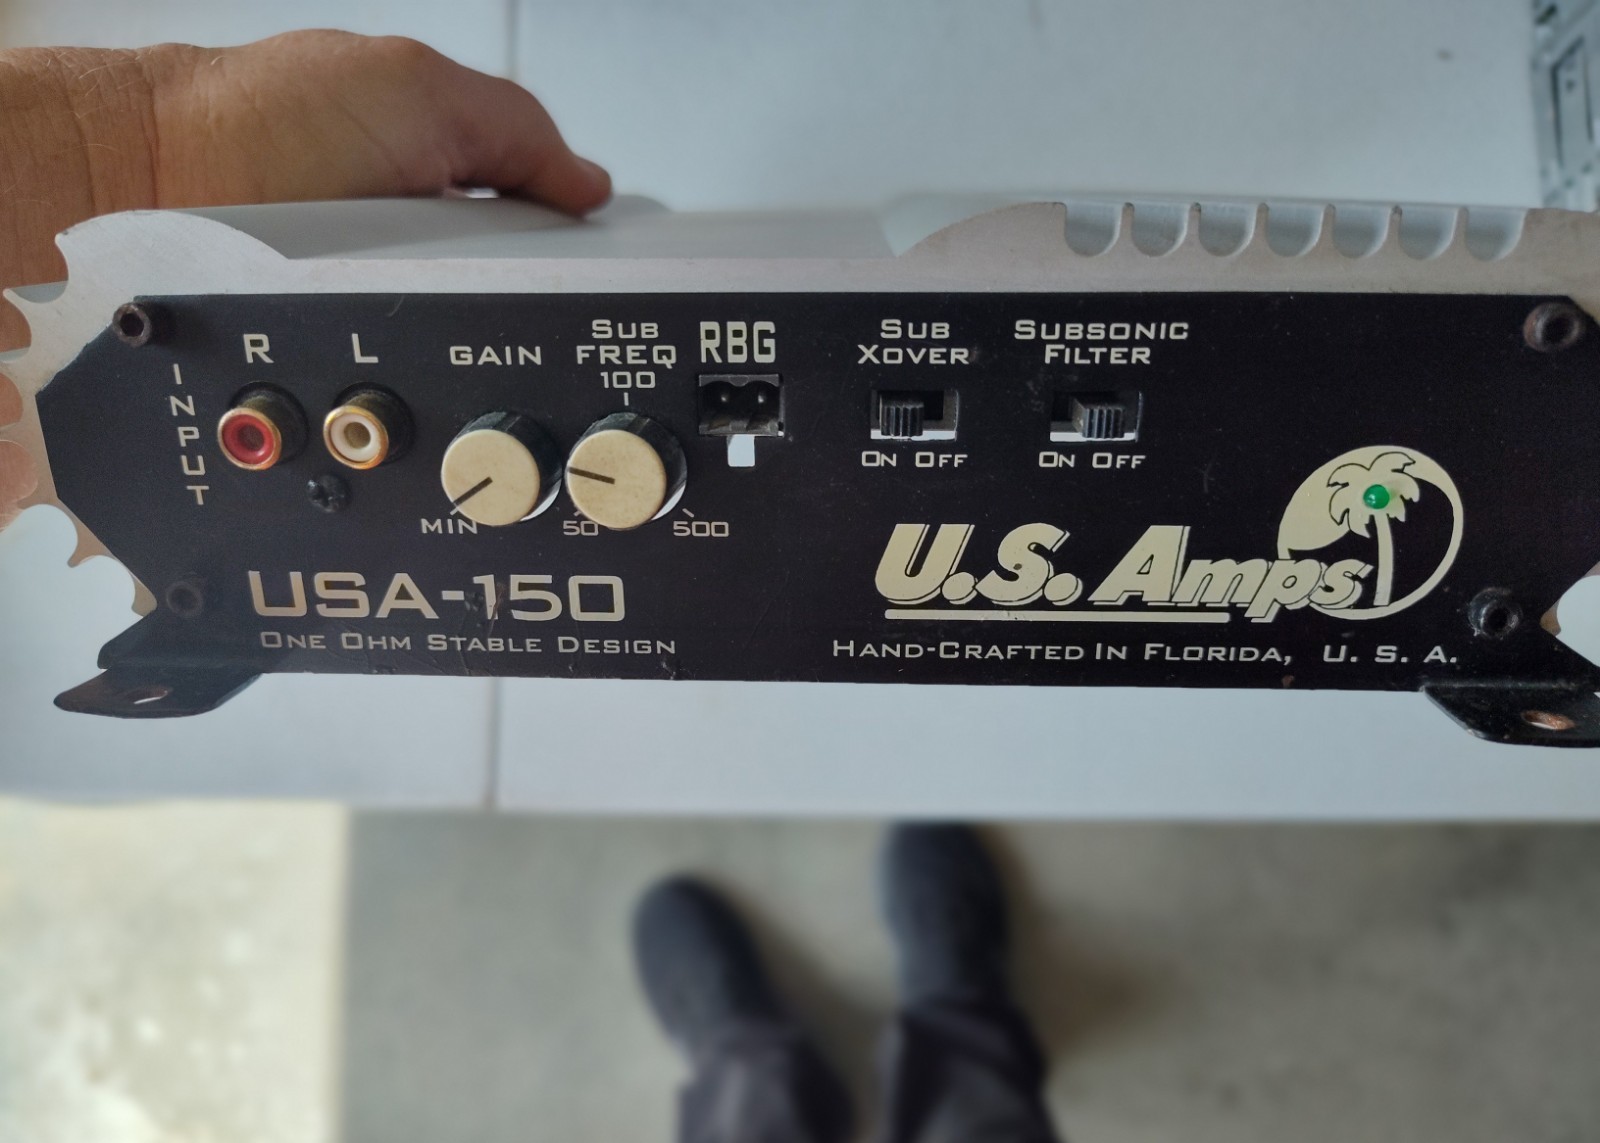 INPUT
R
L
GAIN
MIN
SUB
FREQ
100
50
500
RBG
SUB
XOVER
ON OFF
SUBSONIC
FILTER
ON OFF
USA-150
ONE OHM STABLE DESIGN
U.S. Amps
HAND-CRAFTED IN FLORIDA, U. S. A.